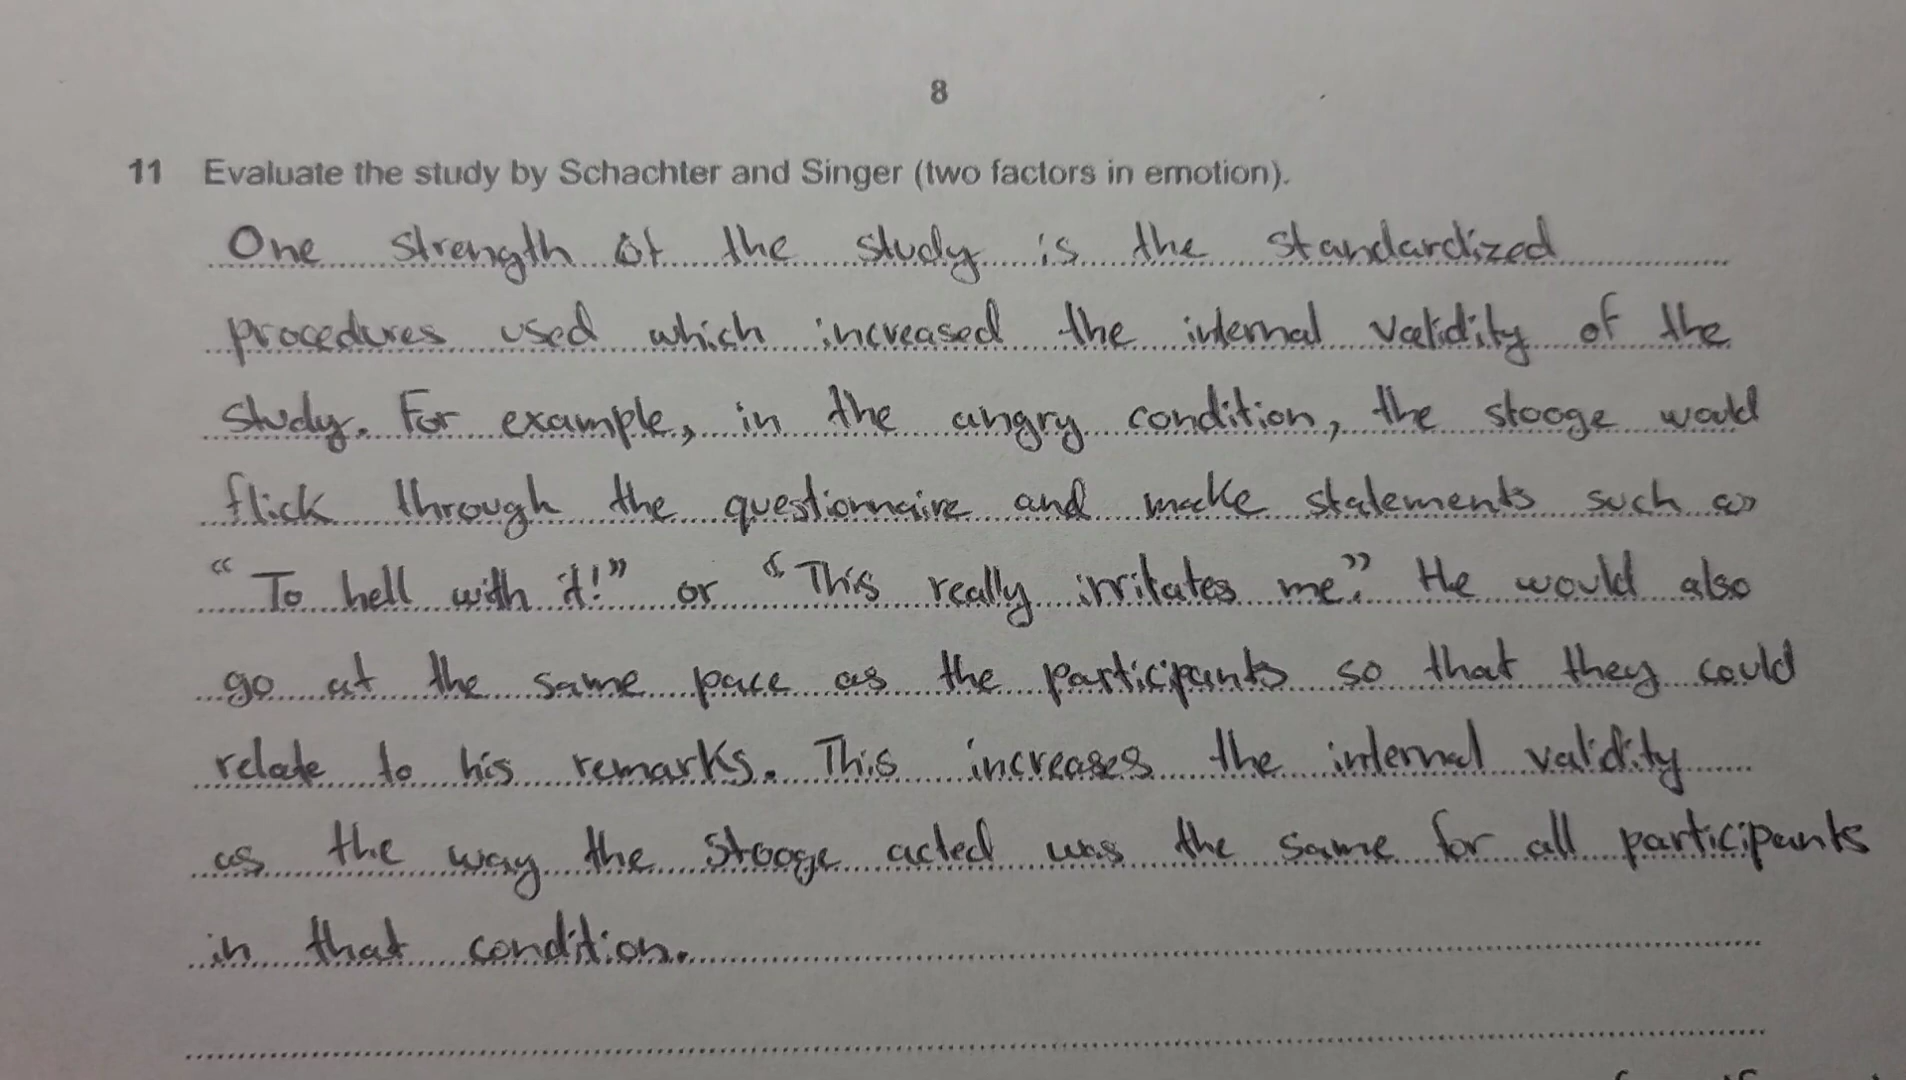 8
11 Evaluate the study by Schachter and Singer (two factors in emotion).
One strength of the study is the standardized
procedures used which increased the internal validity of the
study. For example, in the angry condition, the stooge would
flick through the questionnaire and make statements such as
“To hell with it!” or “This really irritates me”. He would also
go at the same pace as the participants so that they could
relate to his remarks. This increases the internal validity
as the way the stooge acted was the same for all participants
in that condition.